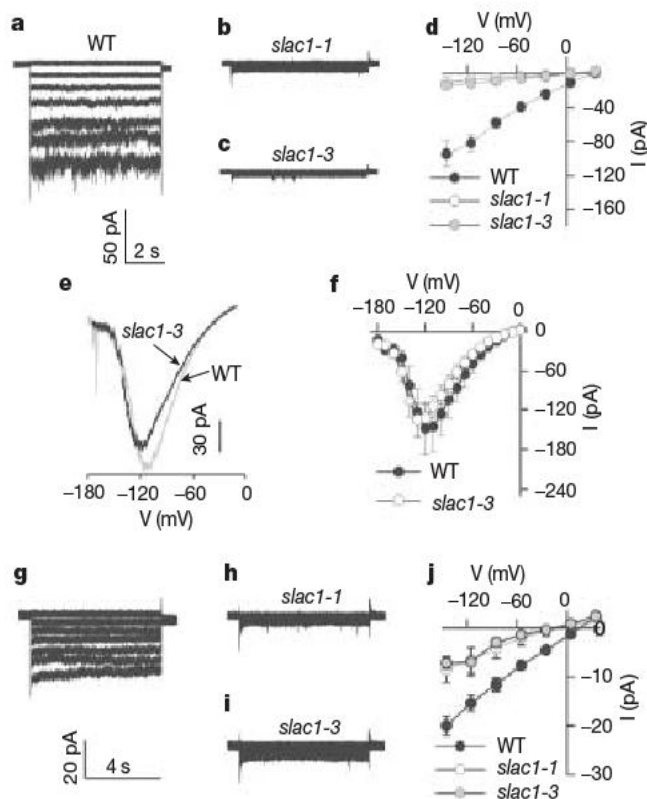 a
WT
50 pA
2 s
b
slac1-1
c
slac1-3
d
V (mV)
−120 −60 0
−40
−80
−120
−160
I (pA)
WT
slac1-1
slac1-3
e
slac1-3
WT
30 pA
−180 −120 −60 0
V (mV)
f
V (mV)
−180 −120 −60 0
0
−60
−120
−180
−240
I (pA)
WT
slac1-3
g
20 pA
4 s
h
slac1-1
i
slac1-3
j
V (mV)
−120 −60 0
0
−10
−20
−30
I (pA)
WT
slac1-1
slac1-3